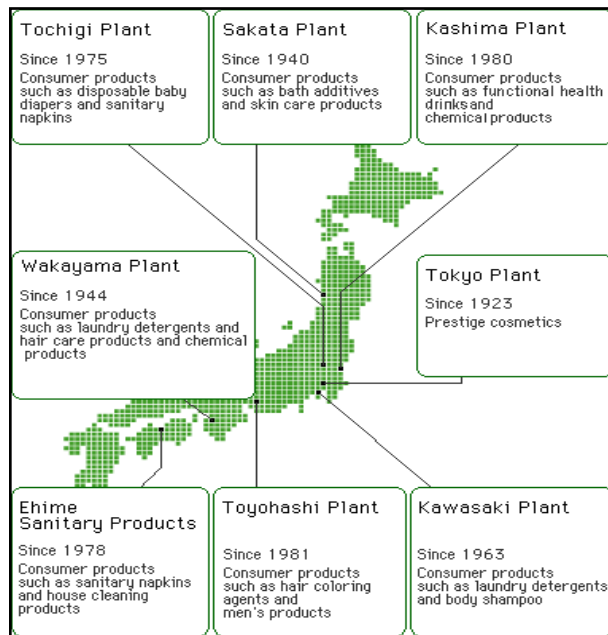 Tochigi Plant
Since 1975
Consumer products
such as disposable baby
diapers and sanitary
napkins
Sakata Plant
Since 1940
Consumer products
such as bath additives
and skin care products
Kashima Plant
Since 1980
Consumer products
such as functional health
drinks and
chemical products
Wakayama Plant
Since 1944
Consumer products
such as laundry detergents and
hair care products and chemical
products
Tokyo Plant
Since 1923
Prestige cosmetics
Ehime
Sanitary Products
Since 1978
Consumer products
such as sanitary napkins
and house cleaning
products
Toyohashi Plant
Since 1981
Consumer products
such as hair coloring
agents and
men's products
Kawasaki Plant
Since 1963
Consumer products
such as laundry detergents
and body shampoo